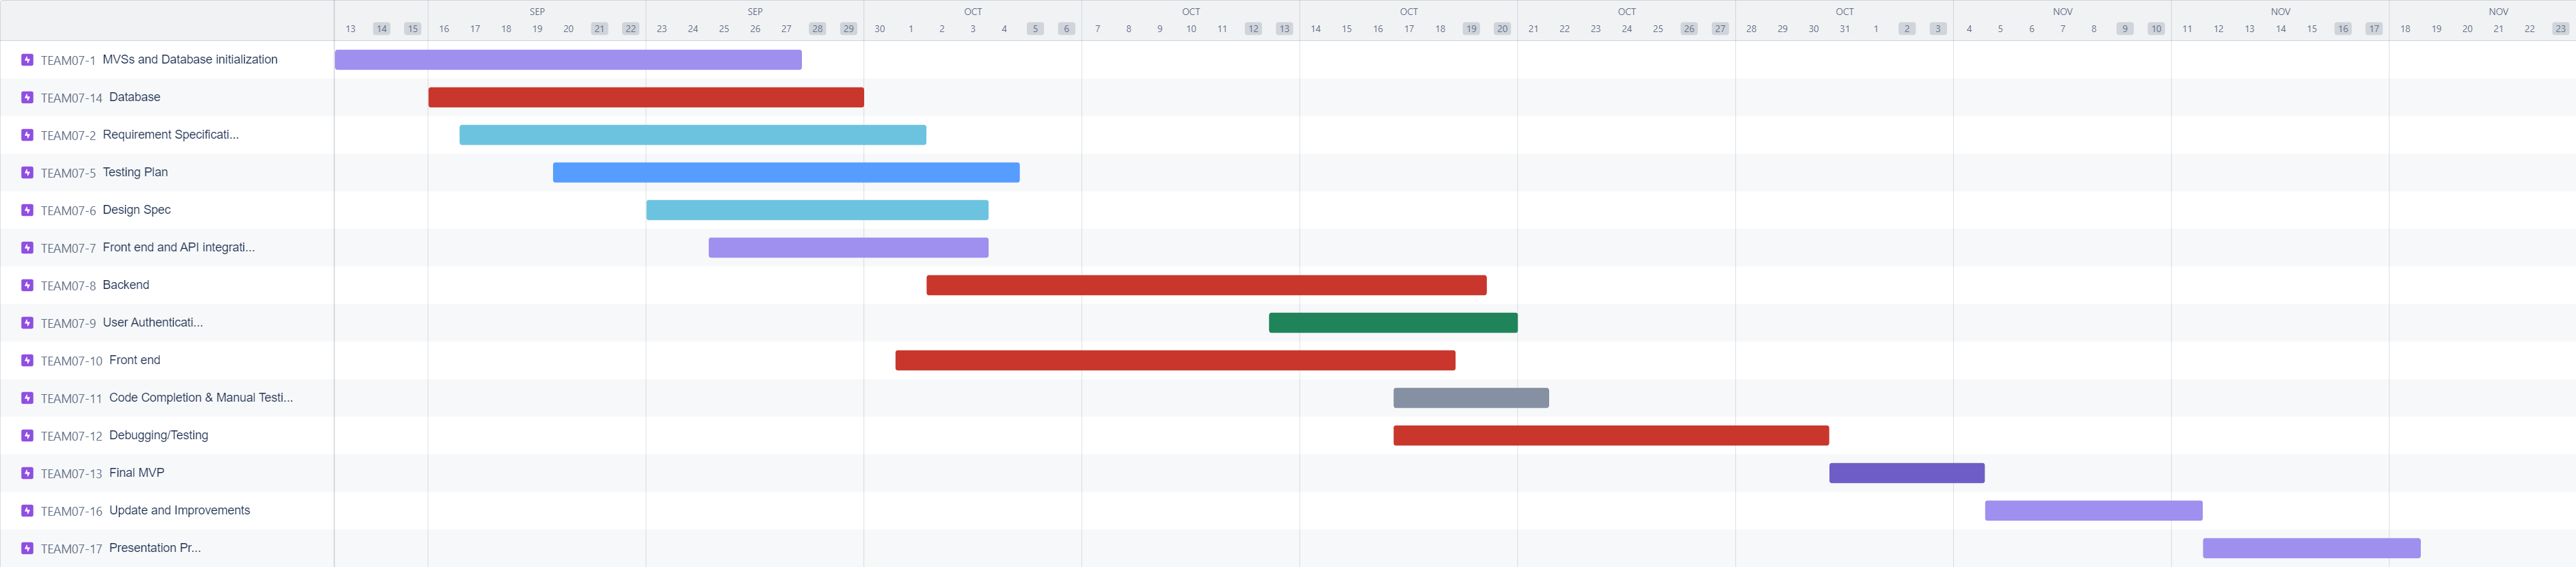 SEP SEP OCT OCT OCT OCT OCT NOV NOV NOV
13 14 15 16 17 18 19 20 21 22 23 24 25 26 27 28 29 30 1 2 3 4 5 6 7 8 9 10 11 12 13 14 15 16 17 18 19 20 21 22 23 24 25 26 27 28 29 30 31 1 2 3 4 5 6 7 8 9 10 11 12 13 14 15 16 17 18 19 20 21 22 23
TEAM07-1 MVSs and Database initialization
TEAM07-14 Database
TEAM07-2 Requirement Specificati...
TEAM07-5 Testing Plan
TEAM07-6 Design Spec
TEAM07-7 Front end and API integrati...
TEAM07-8 Backend
TEAM07-9 User Authenticati...
TEAM07-10 Front end
TEAM07-11 Code Completion & Manual Testi...
TEAM07-12 Debugging/Testing
TEAM07-13 Final MVP
TEAM07-16 Update and Improvements
TEAM07-17 Presentation Pr...